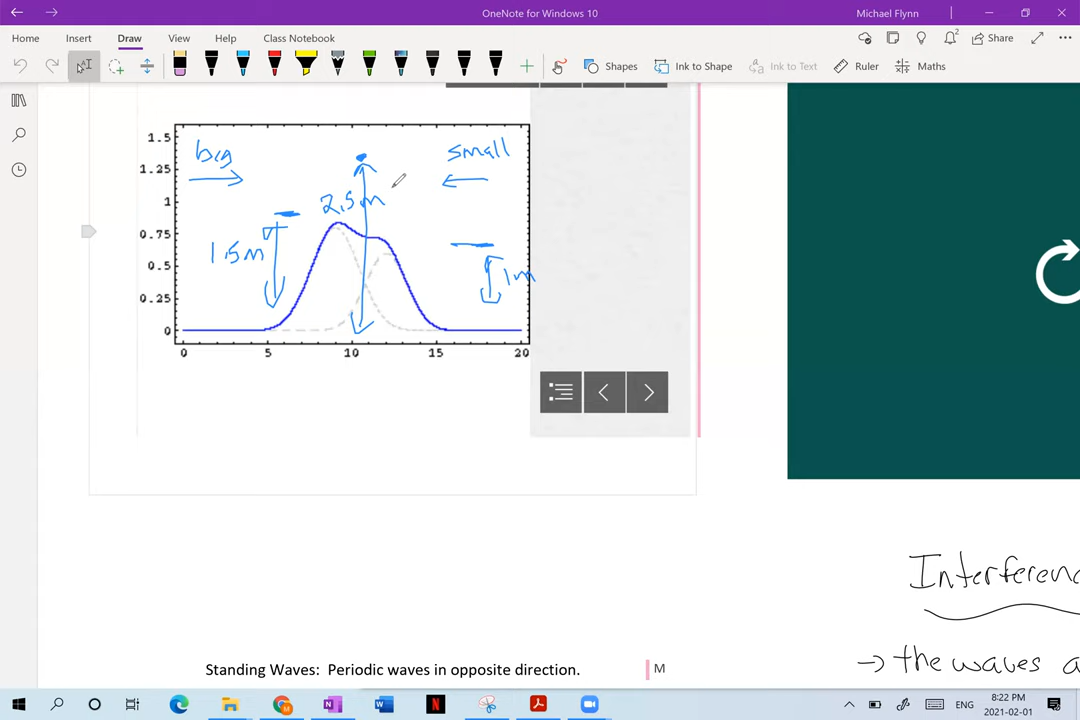 OneNote for Windows 10
Michael Flynn
Home Insert Draw View Help Class Notebook
Share
Shapes
Ink to Shape
Ink to Text
Ruler
Maths
1.5
1.25
1
0.75
0.5
0.25
0
0 5 10 15 20
big
small
2.5m
1.5m
1m
Interferenc
→ the waves a
Standing Waves: Periodic waves in opposite direction.
M
ENG
8:22 PM
2021-02-01